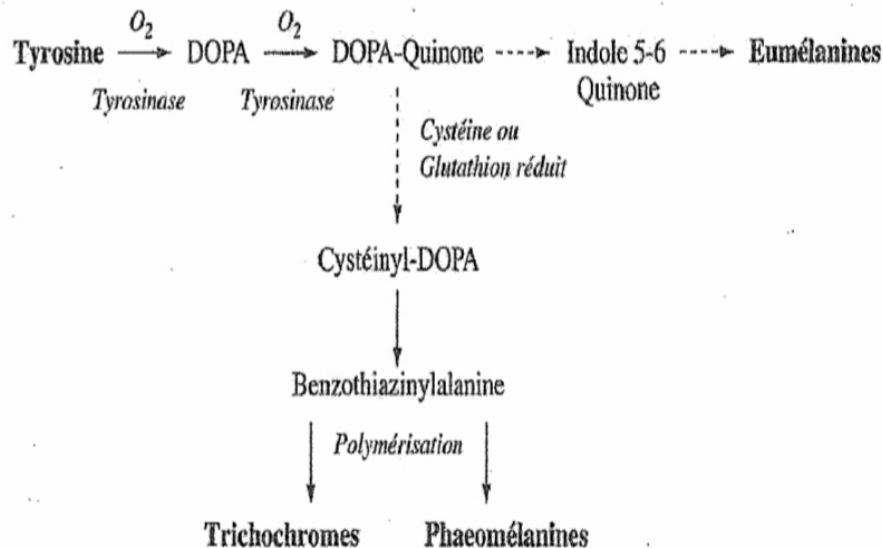 O2 O2
Tyrosine DOPA DOPA-Quinone Indole 5-6 Eumélanines
Tyrosinase Tyrosinase Quinone
Cystéine ou
Glutathion réduit
Cystéinyl-DOPA
Benzothiazinylalanine
Polymérisation
Trichochromes Phaeomélanines